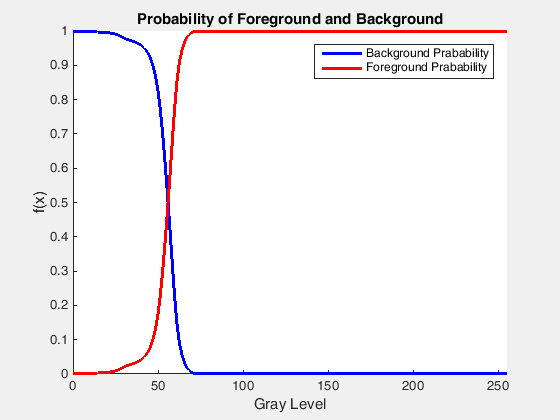 Probability of Foreground and Background
Background Prabability
Foreground Prabability
1
0.9
0.8
0.7
0.6
0.5
0.4
0.3
0.2
0.1
0
f(x)
0 50 100 150 200 250
Gray Level